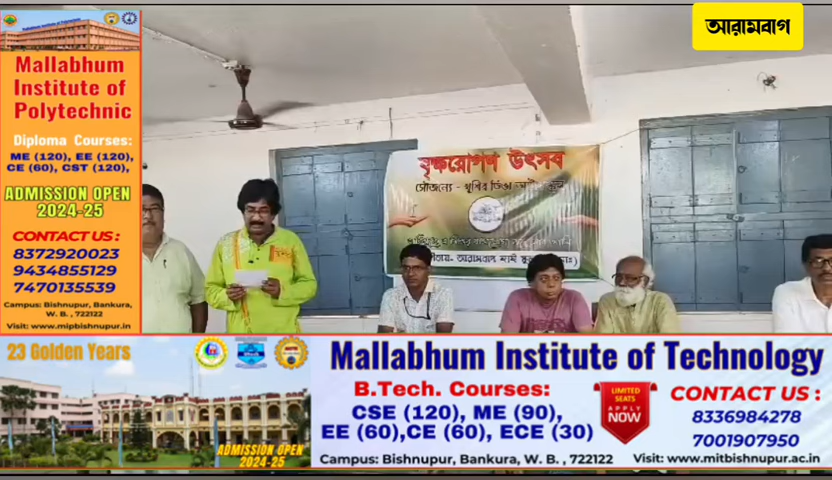 আরামবাগ
Mallabhum
Institute of
Polytechnic
Diploma Courses:
ME (120), EE (120),
CE (60), CST (120),
ADMISSION OPEN
2024-25
CONTACT US :
8372920023
9434855129
7470135539
Campus: Bishnupur, Bankura,
W. B. , 722122
Visit: www.mipbishnupur.in
বৃক্ষরোপণ উৎসব
সৌজন্যে -
আরামবাগ
23 Golden Years
ADMISSION OPEN
2024-25
Mallabhum Institute of Technology
B.Tech. Courses:
CSE (120), ME (90),
EE (60),CE (60), ECE (30)
Campus: Bishnupur, Bankura, W. B. , 722122
LIMITED
SEATS
APPLY
NOW
CONTACT US :
8336984278
7001907950
Visit: www.mitbishnupur.ac.in